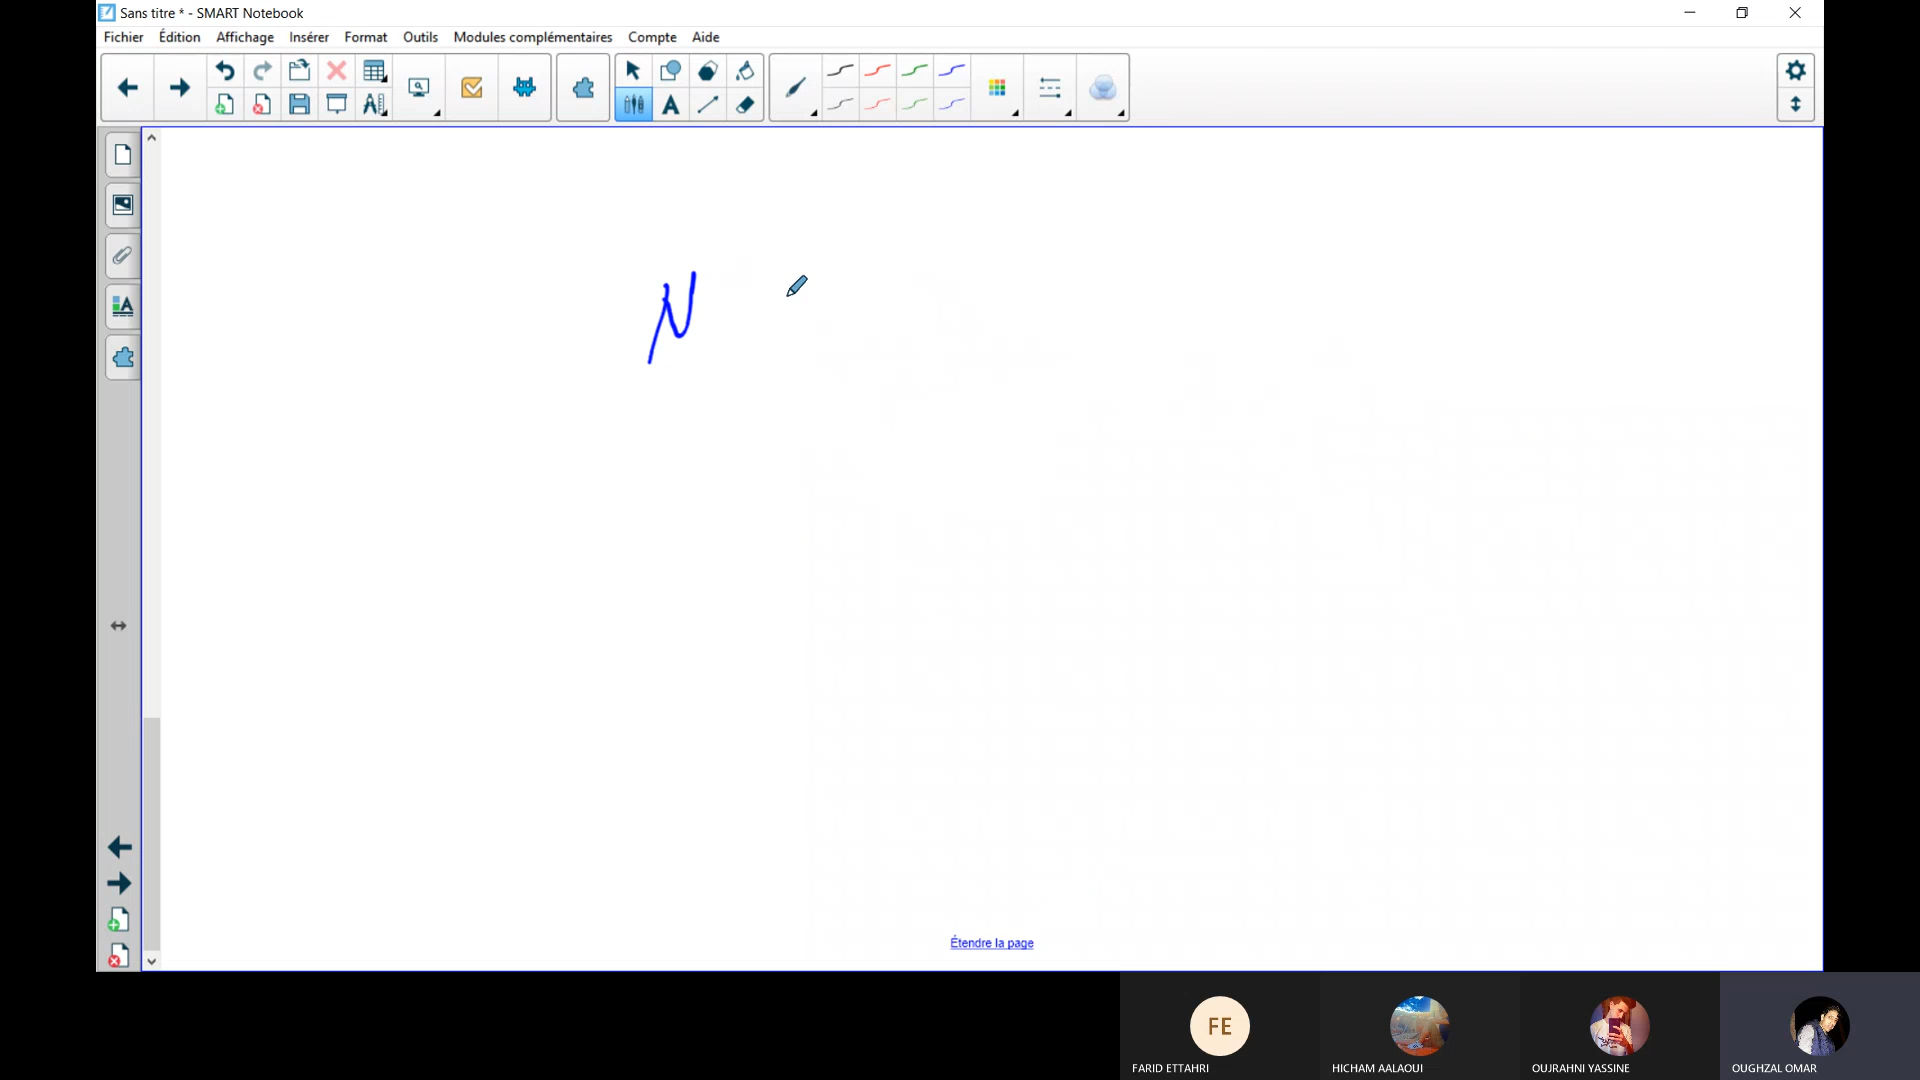 Sans titre * - SMART Notebook
Fichier Édition Affichage Insérer Format Outils Modules complémentaires Compte Aide
A
N
A
Étendre la page
FE
FARID ETTAHRI
HICHAM AALAOUI
OUJRAHNI YASSINE
OUGHZAL OMAR